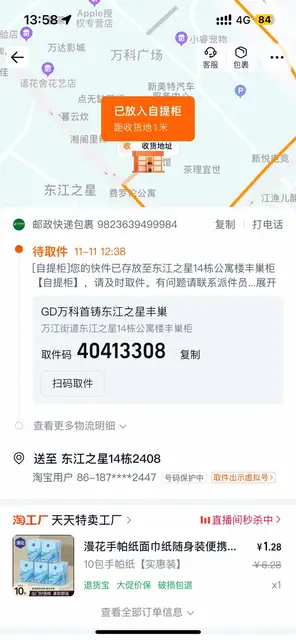 13:58
4G 84
Apple授
权专营店
小睿宠物
万达影城
万科广场
客服
包裹
语花舍花艺店
新美特汽车
点无
已放入自提柜
距收货地1米
暮云炊
湘阁里
收 收货地址
新悦电竞
茶理宜世
东江之星
费罗伦公寓
江渔儿
邮政快递包裹 9823639499984
复制
打电话
待取件 11-11 12:38
[自提柜]您的快件已存放至东江之星14栋公寓楼丰巢柜
【自提柜】，请及时取件。有问题请联系派件员...展开
GD万科首铸东江之星丰巢
万江街道东江之星14栋公寓楼丰巢柜
取件码 40413308 复制
扫码取件
查看更多物流明细
送至 东江之星14栋2408
淘宝用户 86-187****2447 号码保护中 取件出示虚拟号>
淘工厂 天天特卖工厂 >
直播间秒杀中>
漫花手帕纸面巾纸随身装便携...
¥1.28
10包手帕纸【实惠装】
¥6.28
退货宝 大促价保 破损包退
x1
10
查看全部订单信息